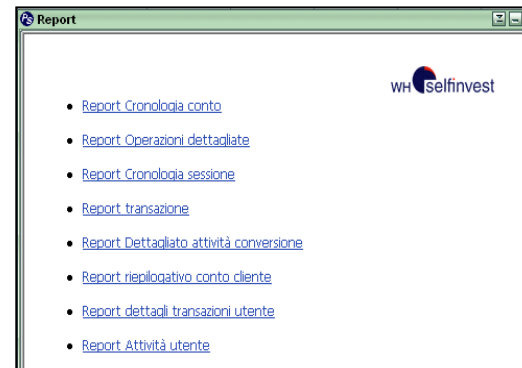 Report
WH selfinvest
Report Cronologia conto
Report Operazioni dettagliate
Report Cronologia sessione
Report transazione
Report Dettagliato attività conversione
Report riepilogativo conto cliente
Report dettagli transazioni utente
Report Attività utente